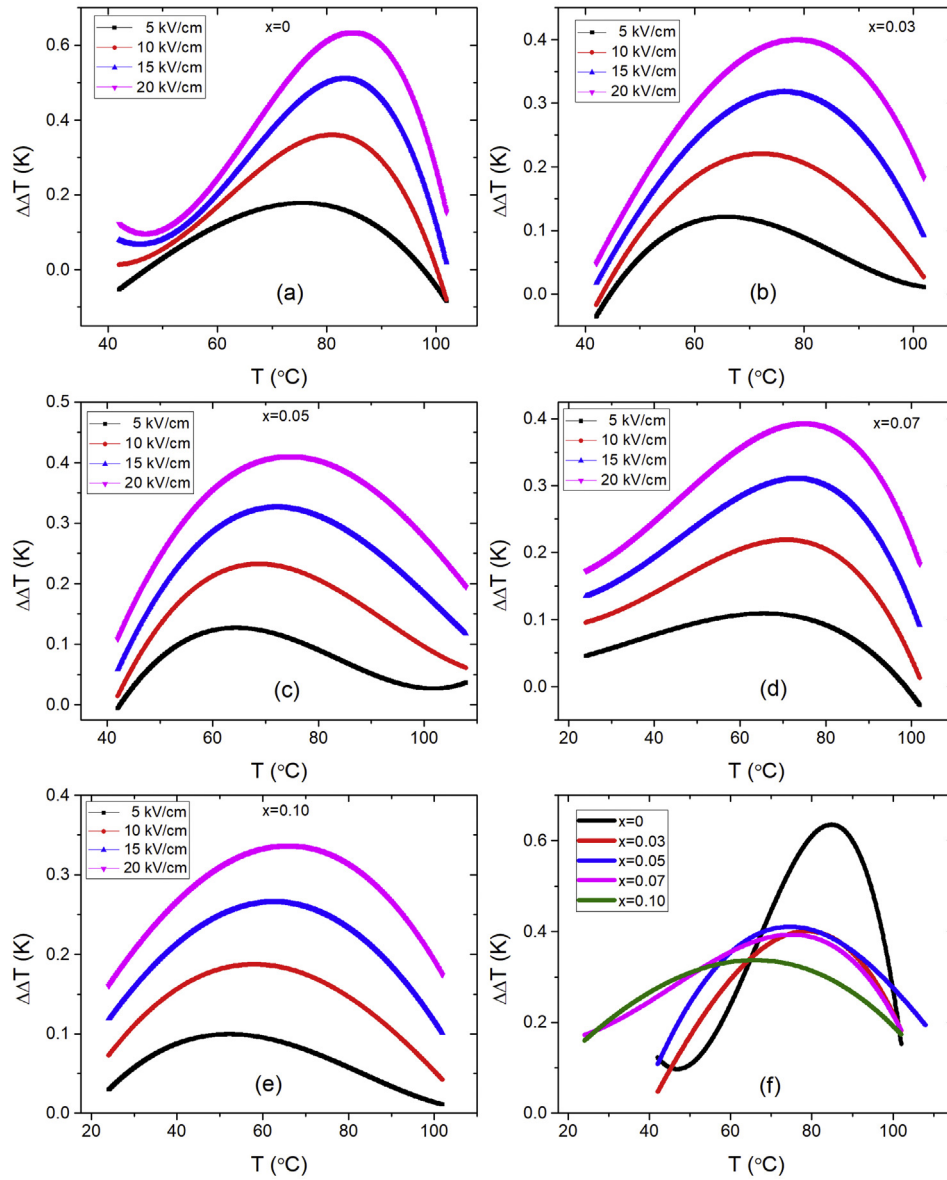 x=0
5 kV/cm
10 kV/cm
15 kV/cm
20 kV/cm
0.6
0.4
0.2
0.0
ΔΔT (K)
(a)
40 60 80 100
T (°C)
x=0.03
5 kV/cm
10 kV/cm
15 kV/cm
20 kV/cm
0.4
0.3
0.2
0.1
0.0
ΔΔT (K)
(b)
40 60 80 100
T (°C)
x=0.05
5 kV/cm
10 kV/cm
15 kV/cm
20 kV/cm
0.5
0.4
0.3
0.2
0.1
0.0
ΔΔT (K)
(c)
40 60 80 100
T (°C)
x=0.07
5 kV/cm
10 kV/cm
15 kV/cm
20 kV/cm
0.4
0.3
0.2
0.1
0.0
ΔΔT (K)
(d)
20 40 60 80 100
T (°C)
x=0.10
5 kV/cm
10 kV/cm
15 kV/cm
20 kV/cm
0.4
0.3
0.2
0.1
0.0
ΔΔT (K)
(e)
20 40 60 80 100
T (°C)
x=0
x=0.03
x=0.05
x=0.07
x=0.10
0.6
0.4
0.2
0.0
ΔΔT (K)
(f)
20 40 60 80 100
T (°C)